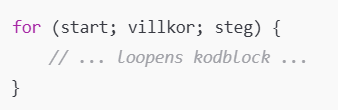 for (start; villkor; steg) {
    // ... loopens kodblock ...
}